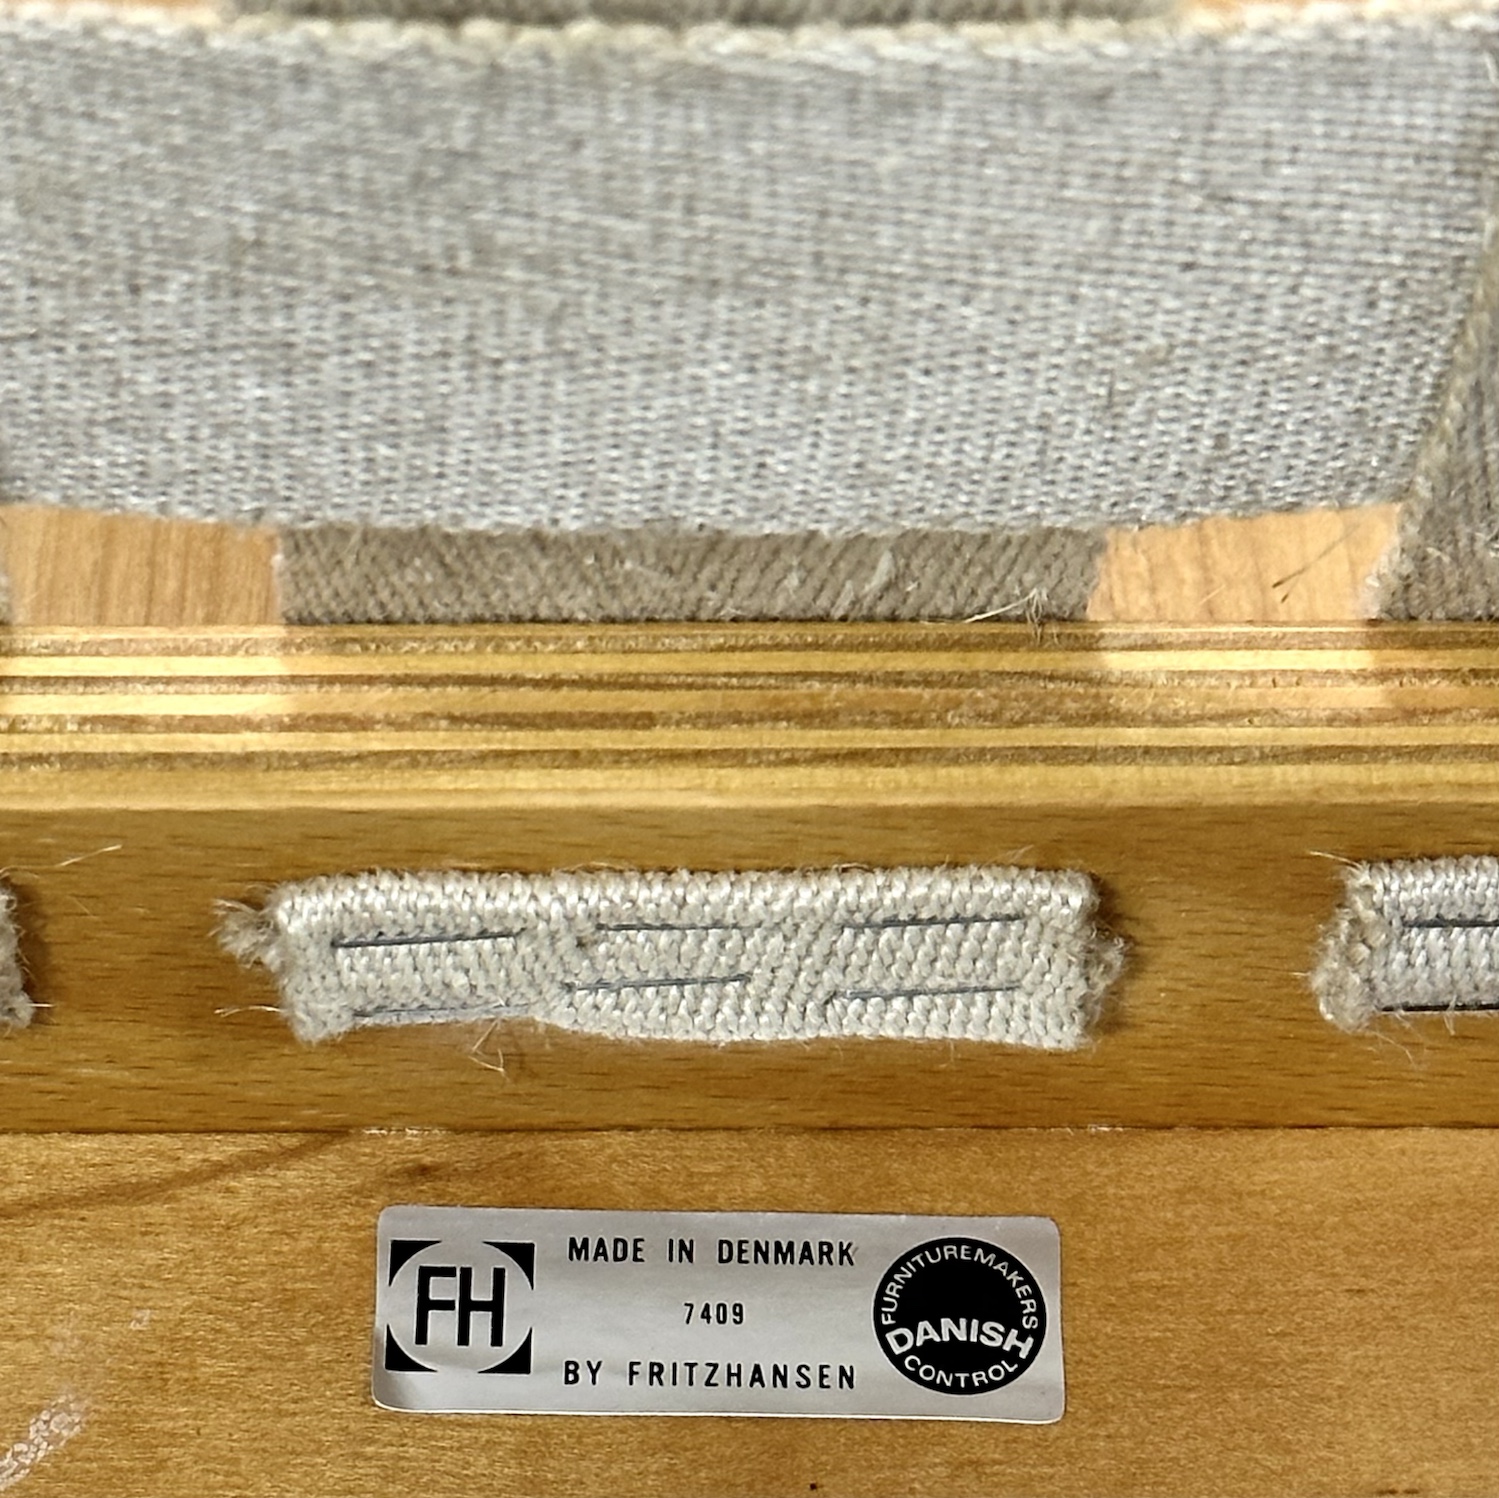 FH
MADE IN DENMARK
7409
BY FRITZHANSEN
FURNITUREMAKERS
DANISH
CONTROL